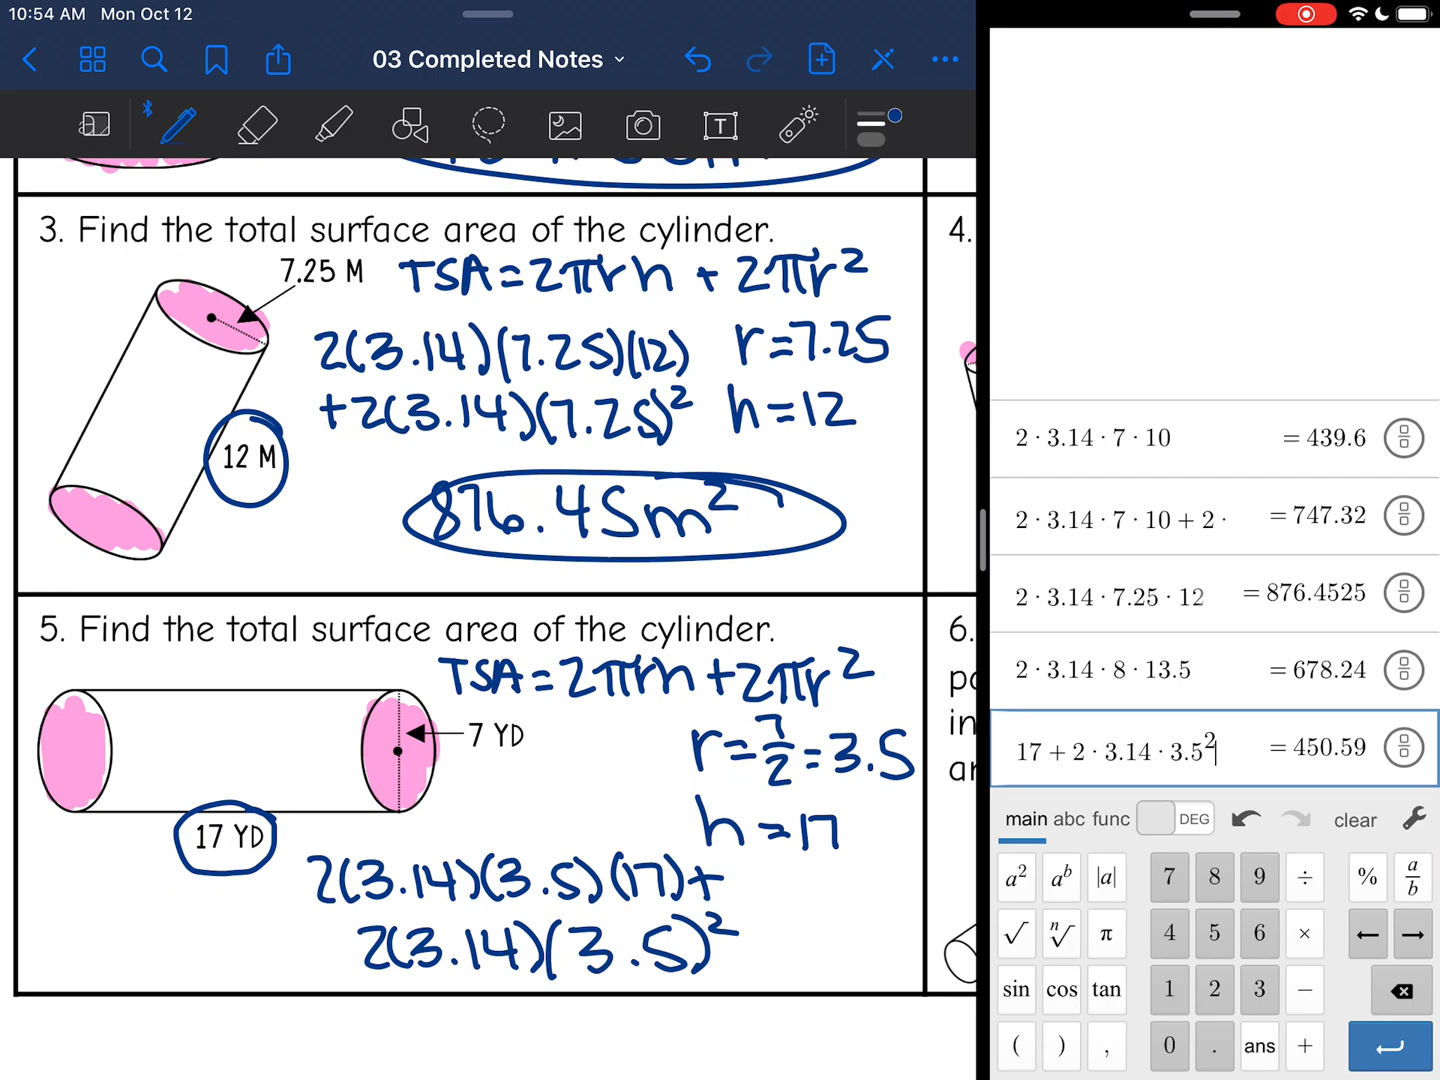 10:54 AM Mon Oct 12
03 Completed Notes
T
3. Find the total surface area of the cylinder.
4.
7.25 M
TSA = 2πrh + 2πr²
2(3.14)(7.25)(12)
r = 7.25
+2(3.14)(7.25)²
h = 12
12 M
876.45m²
5. Find the total surface area of the cylinder.
6.
TSA = 2πrh + 2πr²
in
7 YD
r = 7/2 = 3.5
h = 17
17 YD
2(3.14)(3.5)(17)+
2(3.14)(3.5)²
2 · 3.14 · 7 · 10 = 439.6
2 · 3.14 · 7 · 10 + 2 · = 747.32
2 · 3.14 · 7.25 · 12 = 876.4525
2 · 3.14 · 8 · 13.5 = 678.24
17 + 2 · 3.14 · 3.5² = 450.59
main abc func DEG clear
a² a^b |a| 7 8 9 ÷ % a/b
√ ⁿ√ π 4 5 6 × ← →
sin cos tan 1 2 3 −
( ) , 0 . ans +